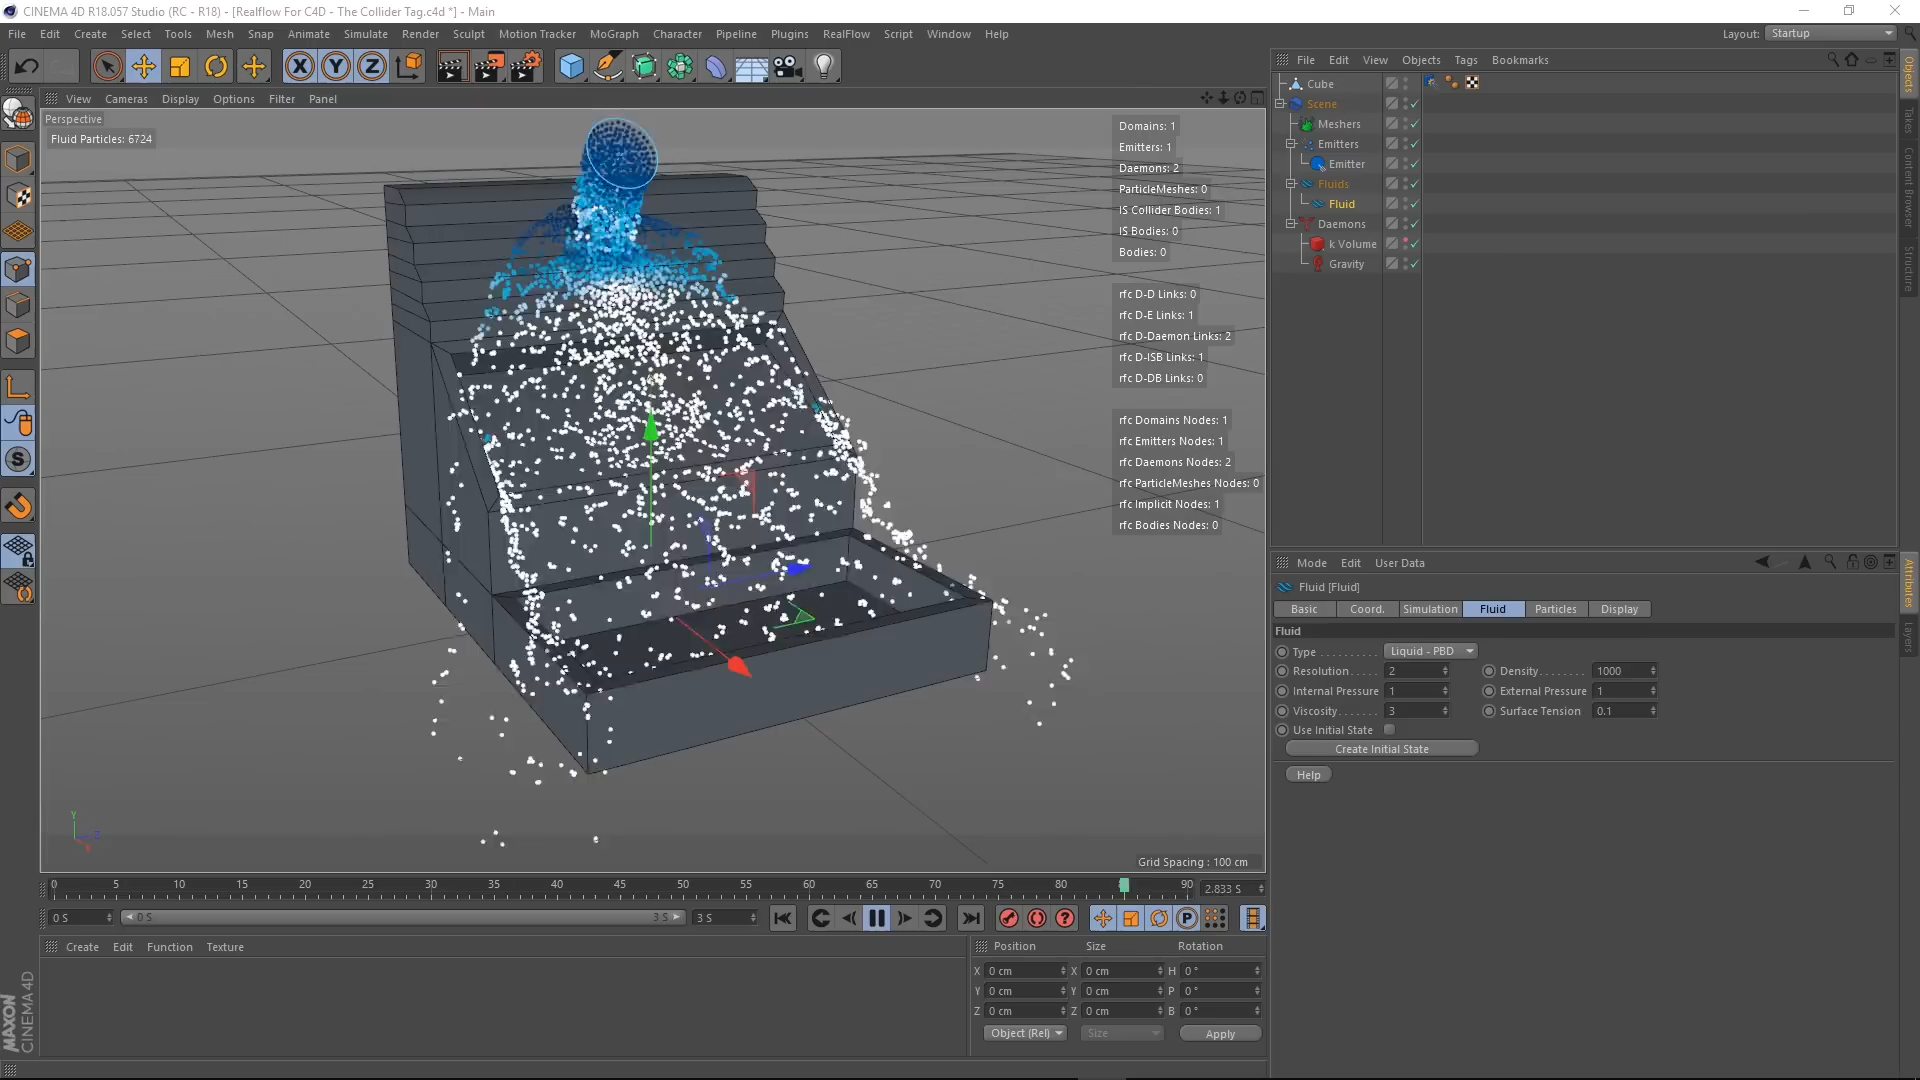 CINEMA 4D R18.057 Studio (RC - R18) - [Realflow For C4D - The Collider Tag.c4d *] - Main
File Edit Create Select Tools Mesh Snap Animate Simulate Render Sculpt Motion Tracker MoGraph Character Pipeline Plugins RealFlow Script Window Help
Layout: Startup
View Cameras Display Options Filter Panel
Perspective
Fluid Particles: 6724
Domains: 1
Emitters: 1
Daemons: 2
ParticleMeshes: 0
IS Collider Bodies: 1
IS Bodies: 0
Bodies: 0
rfc D-D Links: 0
rfc D-E Links: 1
rfc D-Daemon Links: 2
rfc D-ISB Links: 1
rfc D-DB Links: 0
rfc Domains Nodes: 1
rfc Emitters Nodes: 1
rfc Daemons Nodes: 2
rfc ParticleMeshes Nodes: 0
rfc Implicit Nodes: 1
rfc Bodies Nodes: 0
Y
Grid Spacing : 100 cm
0 5 10 15 20 25 30 35 40 45 50 55 60 65 70 75 80 90
2.833 S
0 S
0 S
3 S
3 S
Create Edit Function Texture
Position Size Rotation
X 0 cm X 0 cm H 0 °
Y 0 cm Y 0 cm P 0 °
Z 0 cm Z 0 cm B 0 °
Object (Rel) Size Apply
MAXON
CINEMA 4D
File Edit View Objects Tags Bookmarks
Cube
Scene
Meshers
Emitters
Emitter
Fluids
Fluid
Daemons
k Volume
Gravity
Objects
Takes
Content Browser
Structure
Mode Edit User Data
Fluid [Fluid]
Basic Coord. Simulation Fluid Particles Display
Fluid
Type . . . . . . . . . . Liquid - PBD
Resolution. . . . . 2 Density. . . . . . . . 1000
Internal Pressure 1 External Pressure 1
Viscosity. . . . . . . 3 Surface Tension 0.1
Use Initial State
Create Initial State
Help
Attributes
Layers